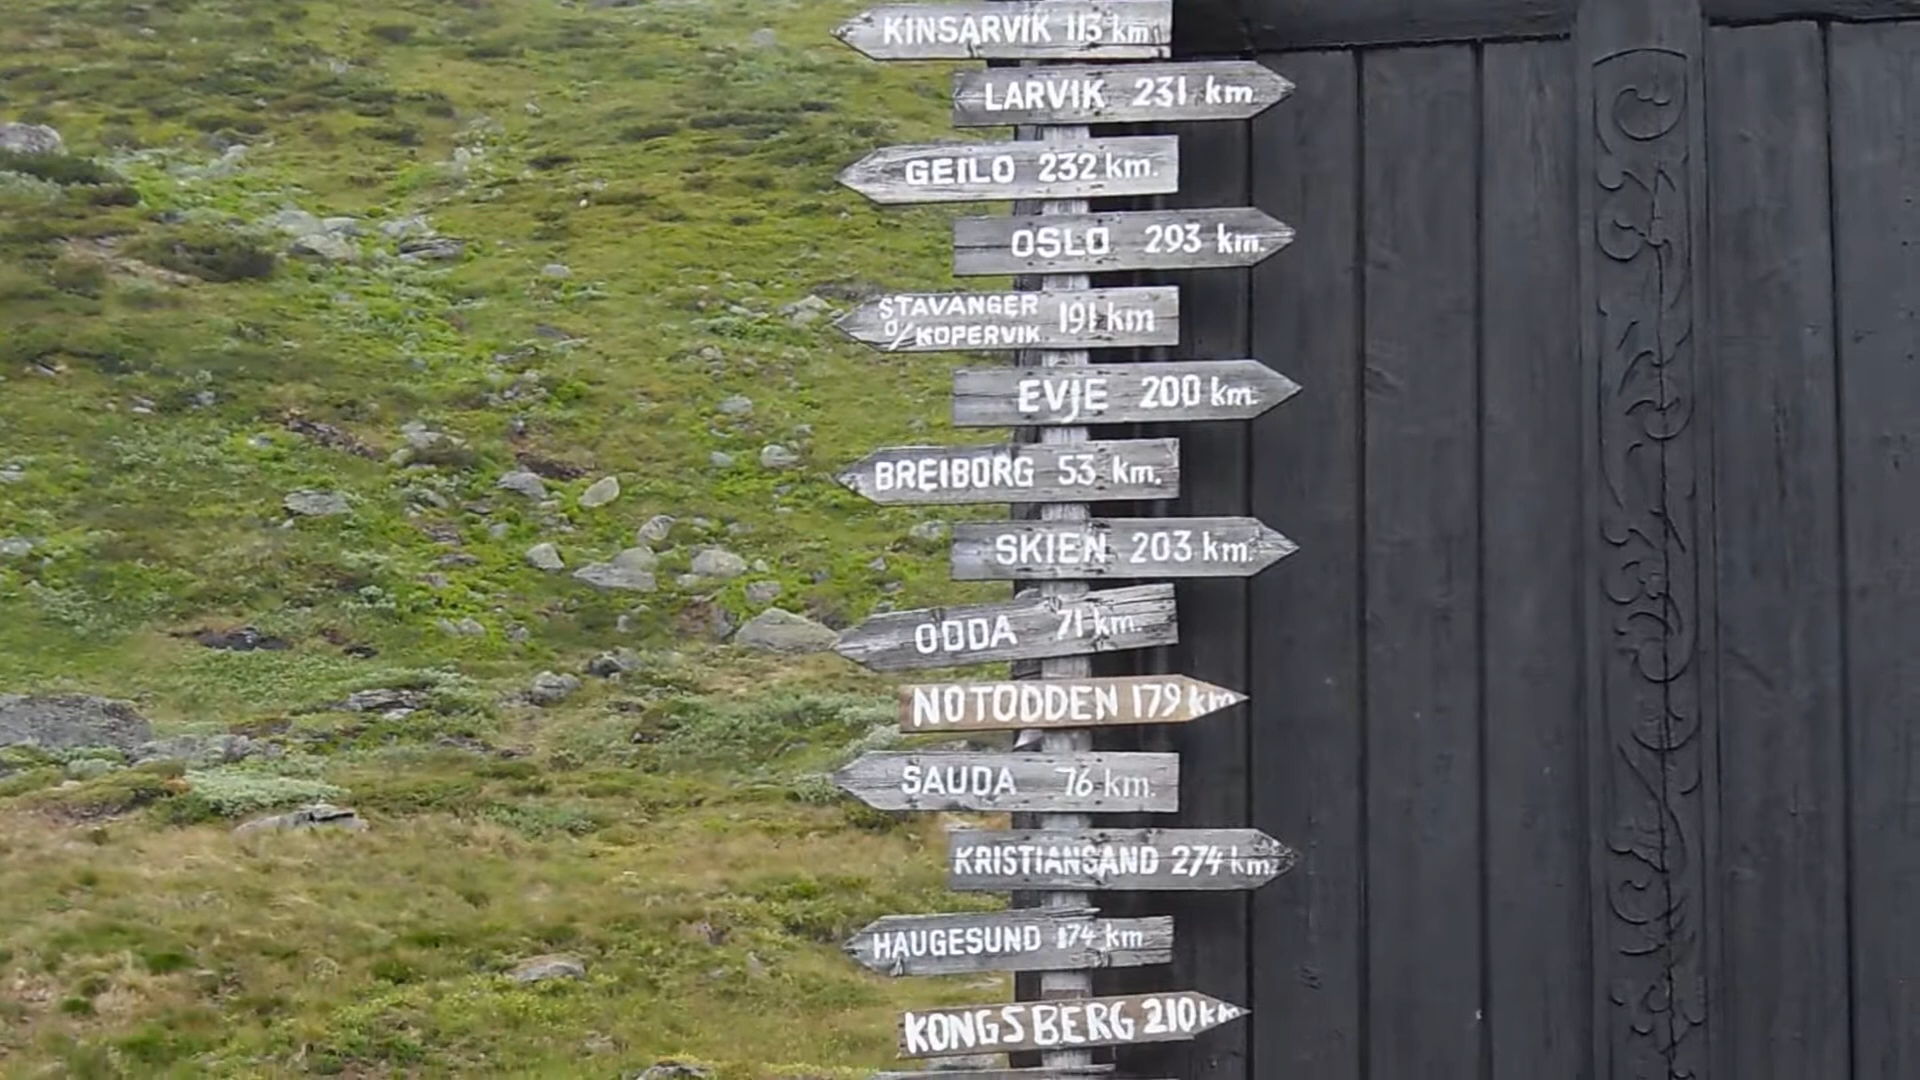 KINSARVIK 113 km
LARVIK 231 km.
GEILO 232 km.
OSLO 293 km.
STAVANGER
O/KOPERVIK 191 km
EVJE 200 km.
BREIBORG 53 km.
SKIEN 203 km.
ODDA 71 km.
NOTODDEN 179 km
SAUDA 76 km.
KRISTIANSAND 274 km.
HAUGESUND 174 km
KONGSBERG 210 km